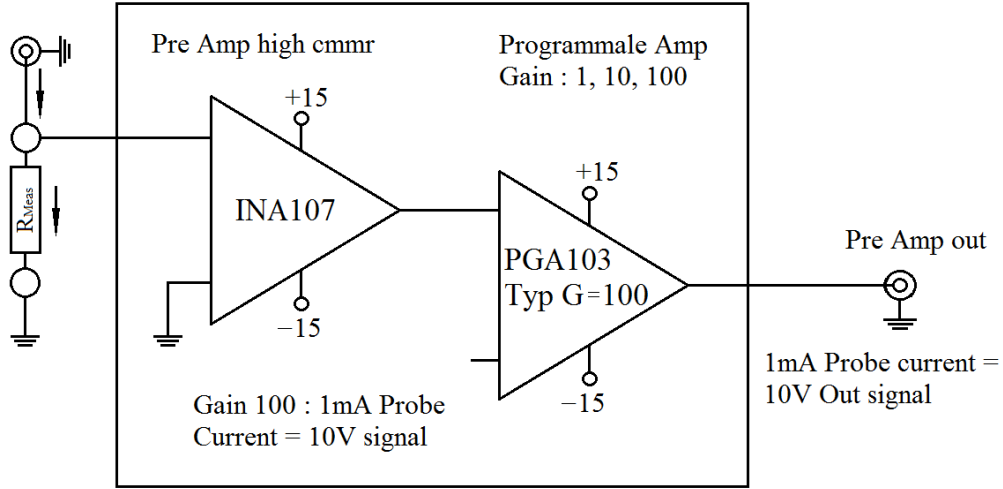 Pre Amp high cmmr
Programmale Amp
Gain : 1, 10, 100
+15
INA107
−15
RMeas
+15
PGA103
Typ G=100
−15
Pre Amp out
1mA Probe current =
10V Out signal
Gain 100 : 1mA Probe
Current = 10V signal